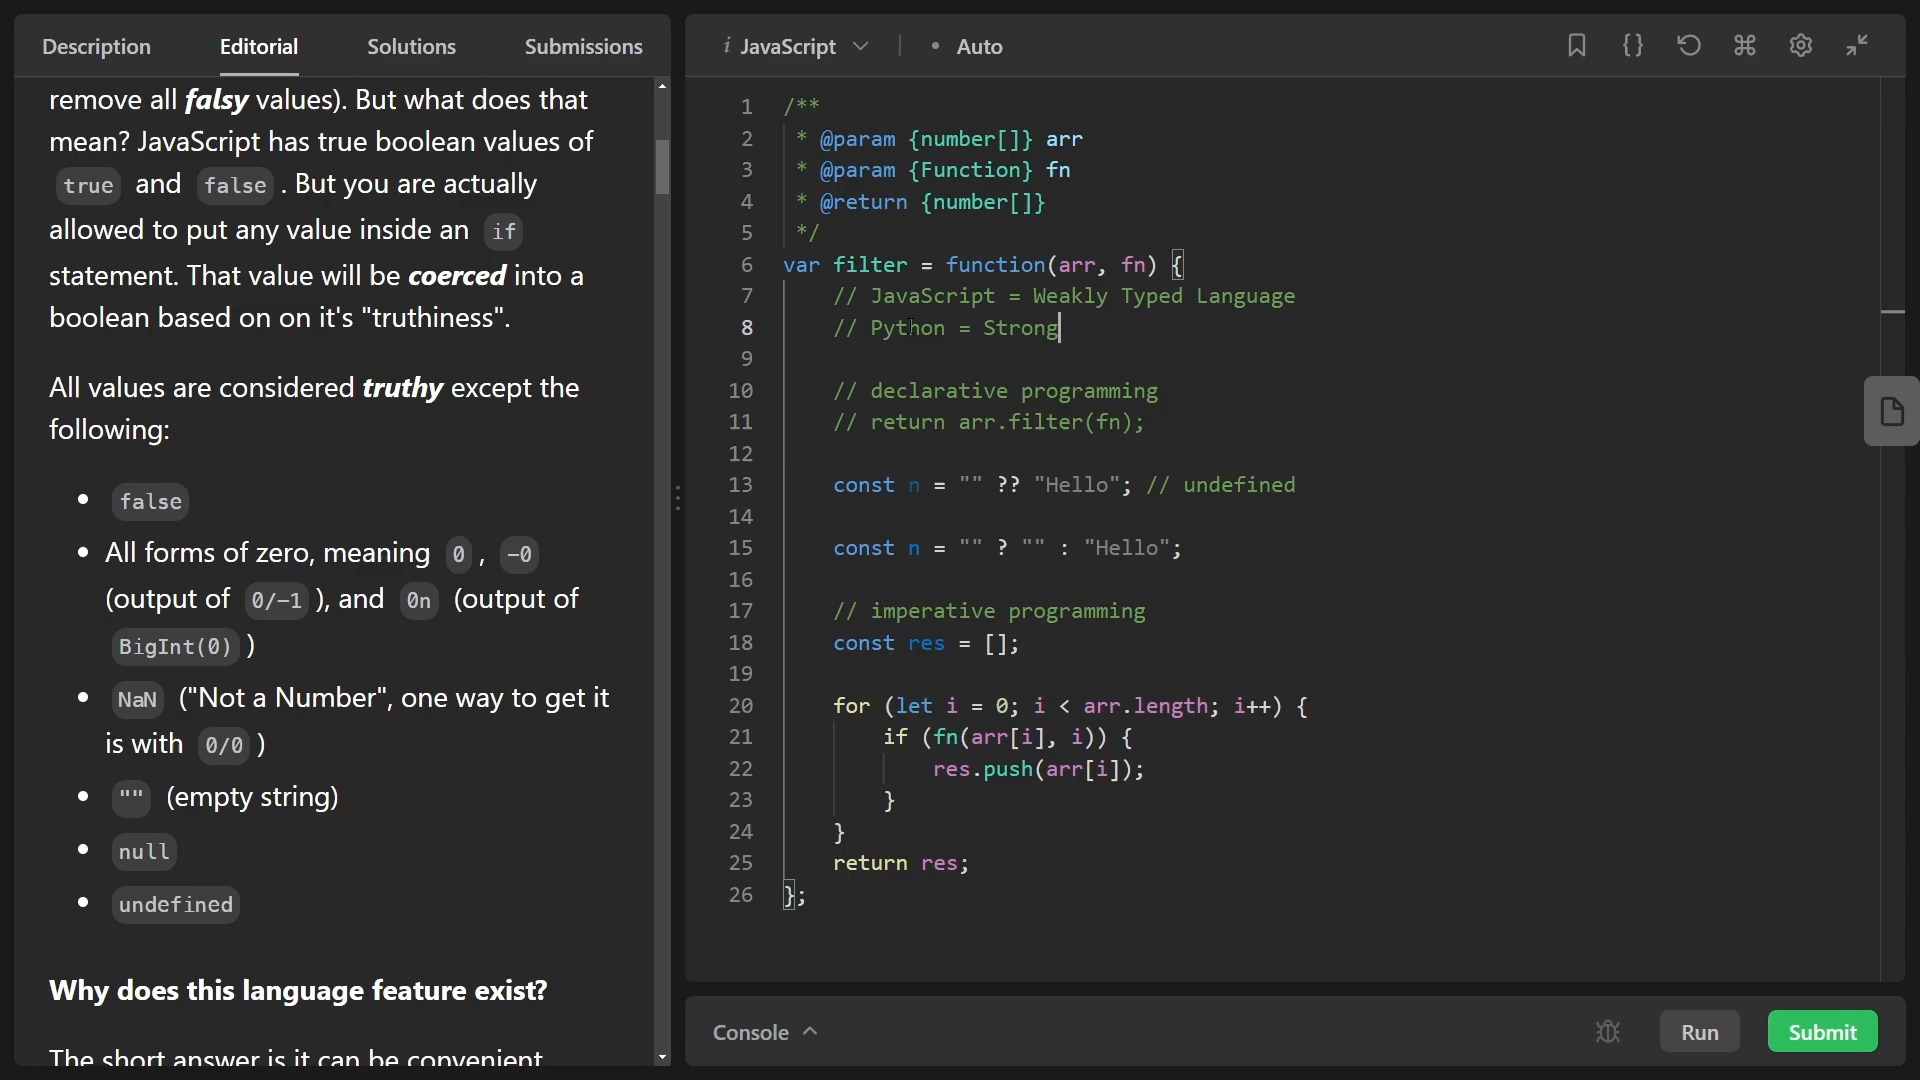 Description Editorial Solutions Submissions
remove all falsy values). But what does that
mean? JavaScript has true boolean values of
true and false . But you are actually
allowed to put any value inside an if
statement. That value will be coerced into a
boolean based on on it's "truthiness".
All values are considered truthy except the
following:
• false
• All forms of zero, meaning 0 , -0
(output of 0/-1 ), and 0n (output of
BigInt(0) )
• NaN ("Not a Number", one way to get it
is with 0/0 )
• "" (empty string)
• null
• undefined
Why does this language feature exist?
The short answer is it can be convenient
i JavaScript | • Auto
1 /**
2 * @param {number[]} arr
3 * @param {Function} fn
4 * @return {number[]}
5 */
6 var filter = function(arr, fn) {
7 // JavaScript = Weakly Typed Language
8 // Python = Strong
9
10 // declarative programming
11 // return arr.filter(fn);
12
13 const n = "" ?? "Hello"; // undefined
14
15 const n = "" ? "" : "Hello";
16
17 // imperative programming
18 const res = [];
19
20 for (let i = 0; i < arr.length; i++) {
21 if (fn(arr[i], i)) {
22 res.push(arr[i]);
23 }
24 }
25 return res;
26 };
Console Run Submit